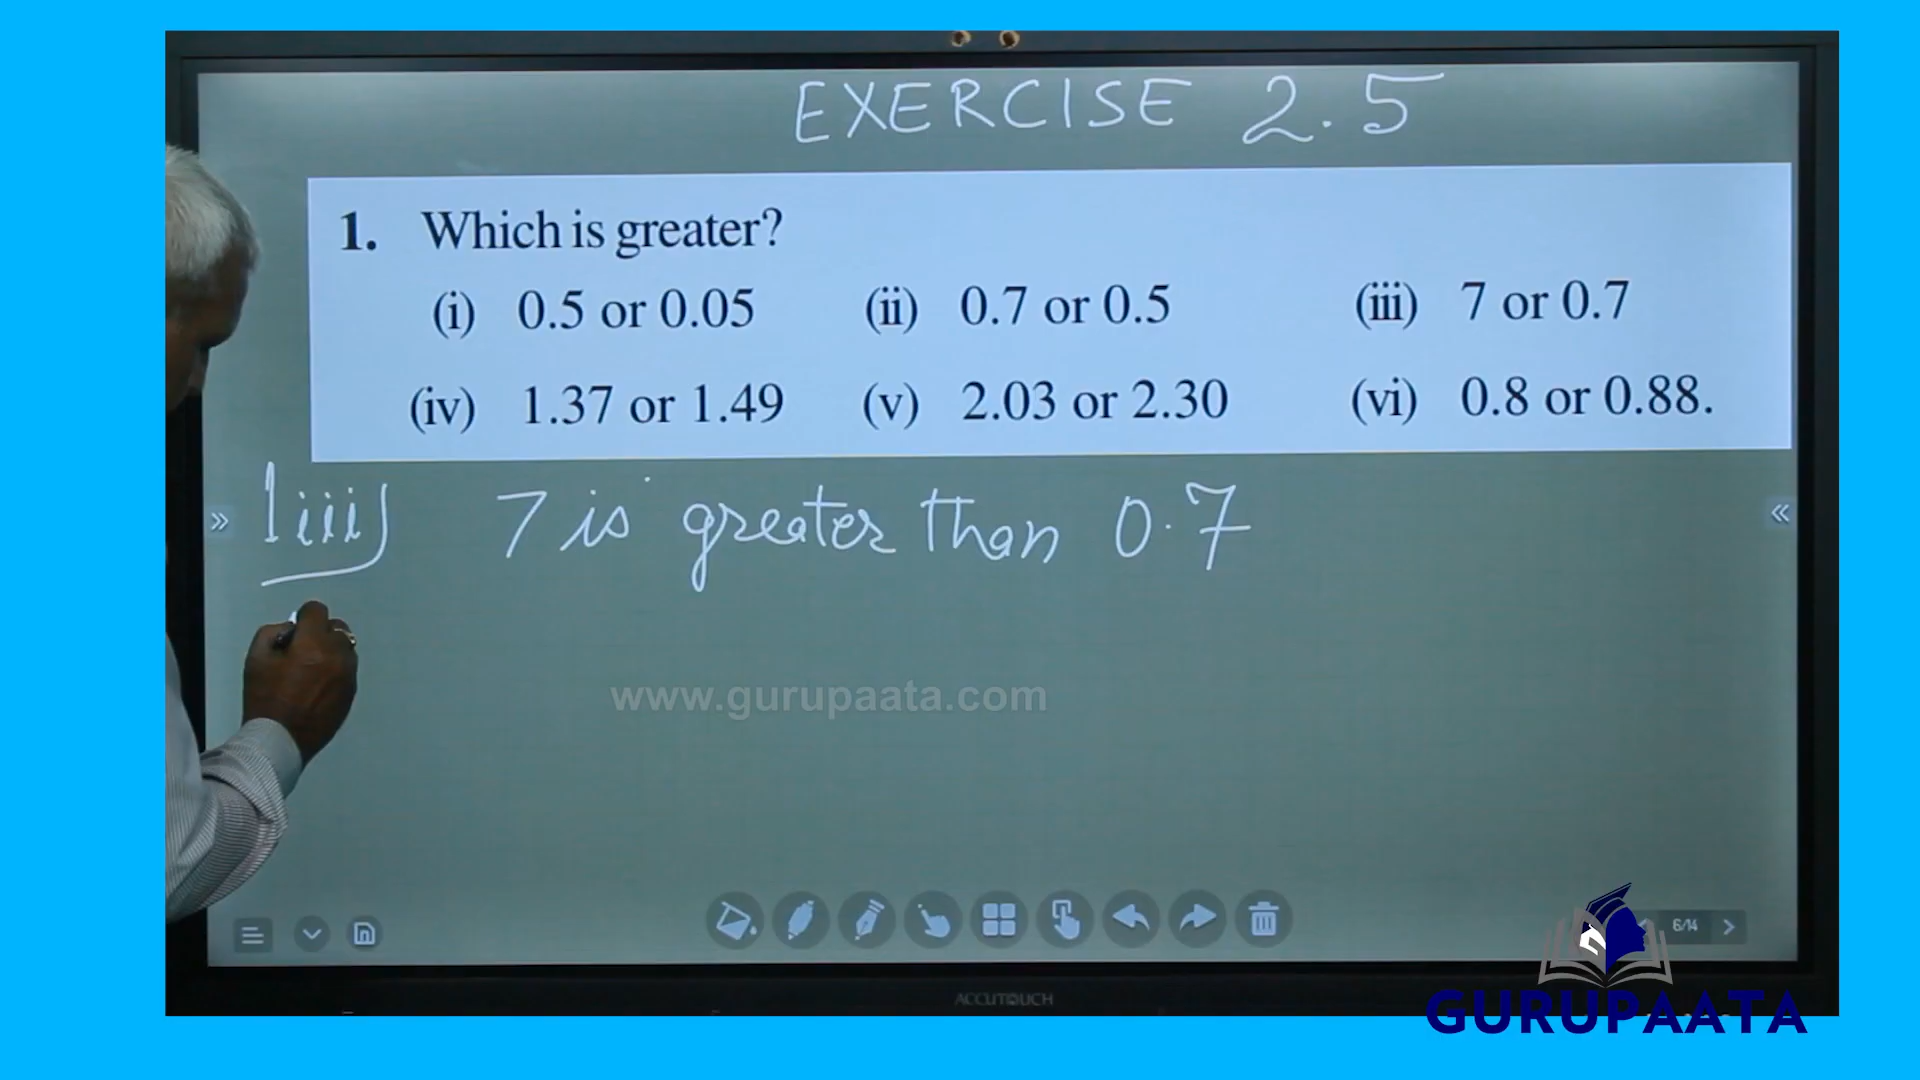 EXERCISE 2.5
1. Which is greater?
(i) 0.5 or 0.05 (ii) 0.7 or 0.5 (iii) 7 or 0.7
(iv) 1.37 or 1.49 (v) 2.03 or 2.30 (vi) 0.8 or 0.88.
1iii) 7 is greater than 0.7
www.gurupaata.com
6/14
ACCUTOUCH
GURUPAATA